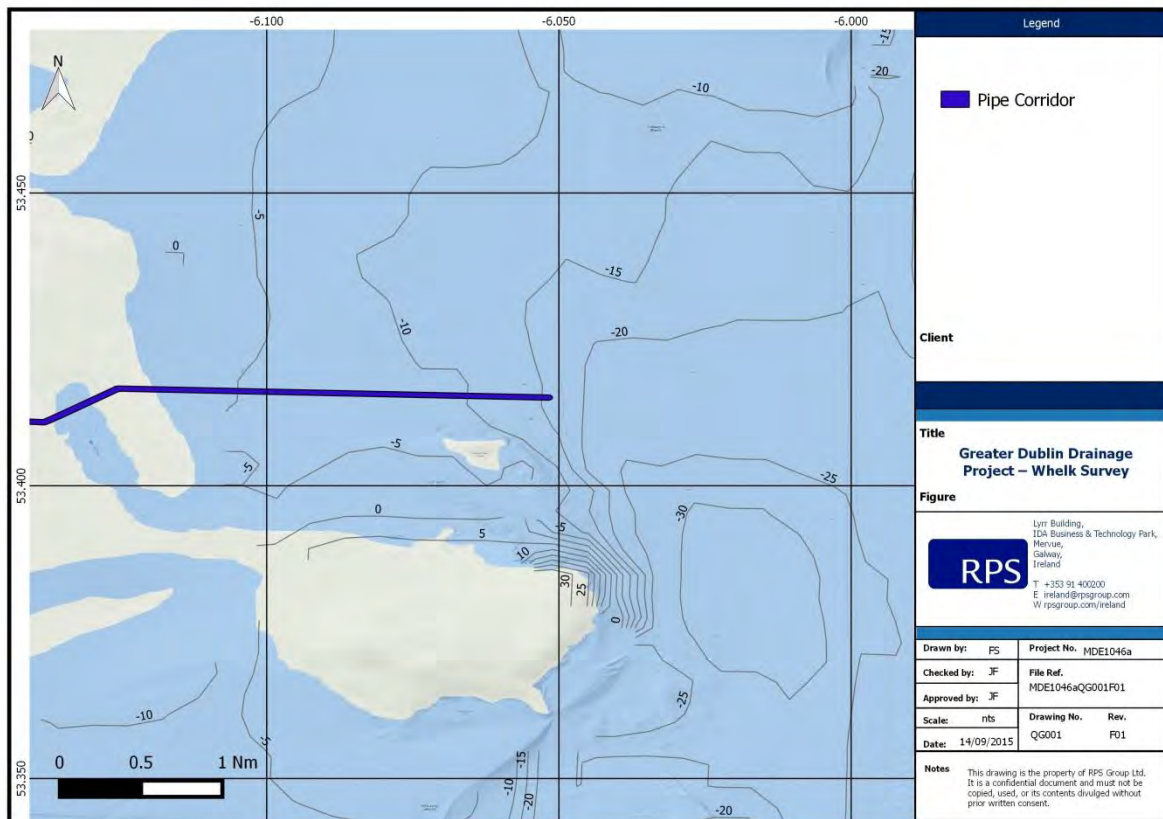 -6.100
-6.050
-6.000
N
-15
-20
-10
0
53.450
-5
0
-15
-10
-20
-5
-5
53.400
-25
-30
0
5
-5
10
30
25
0
-10
-5
-25
0 0.5 1 Nm
-15
-10
-20
53.350
-20
Legend
Pipe Corridor
Client
Title
Greater Dublin Drainage
Project – Whelk Survey
Figure
RPS
Lyrr Building,
IDA Business & Technology Park,
Mervue,
Galway,
Ireland
T +353 91 400200
E ireland@rpsgroup.com
W rpsgroup.com/ireland
Drawn by: FS
Project No. MDE1046a
Checked by: JF
File Ref.
MDE1046aQG001F01
Approved by: JF
Scale: nts
Drawing No. Rev.
QG001 F01
Date: 14/09/2015
Notes
This drawing is the property of RPS Group Ltd.
It is a confidential document and must not be
copied, used, or its contents divulged without
prior written consent.